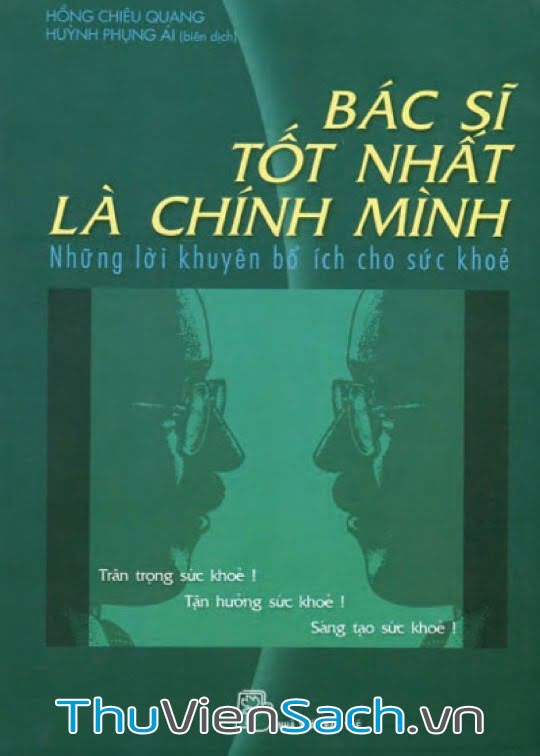 HỒNG CHIÊU QUANG
HUỲNH PHỤNG ÁI (biên dịch)
BÁC SĨ
TỐT NHẤT
LÀ CHÍNH MÌNH
Những lời khuyên bổ ích cho sức khoẻ
Trân trọng sức khoẻ !
Tận hưởng sức khoẻ !
Sáng tạo sức khoẻ !
ThuVienSach.vn